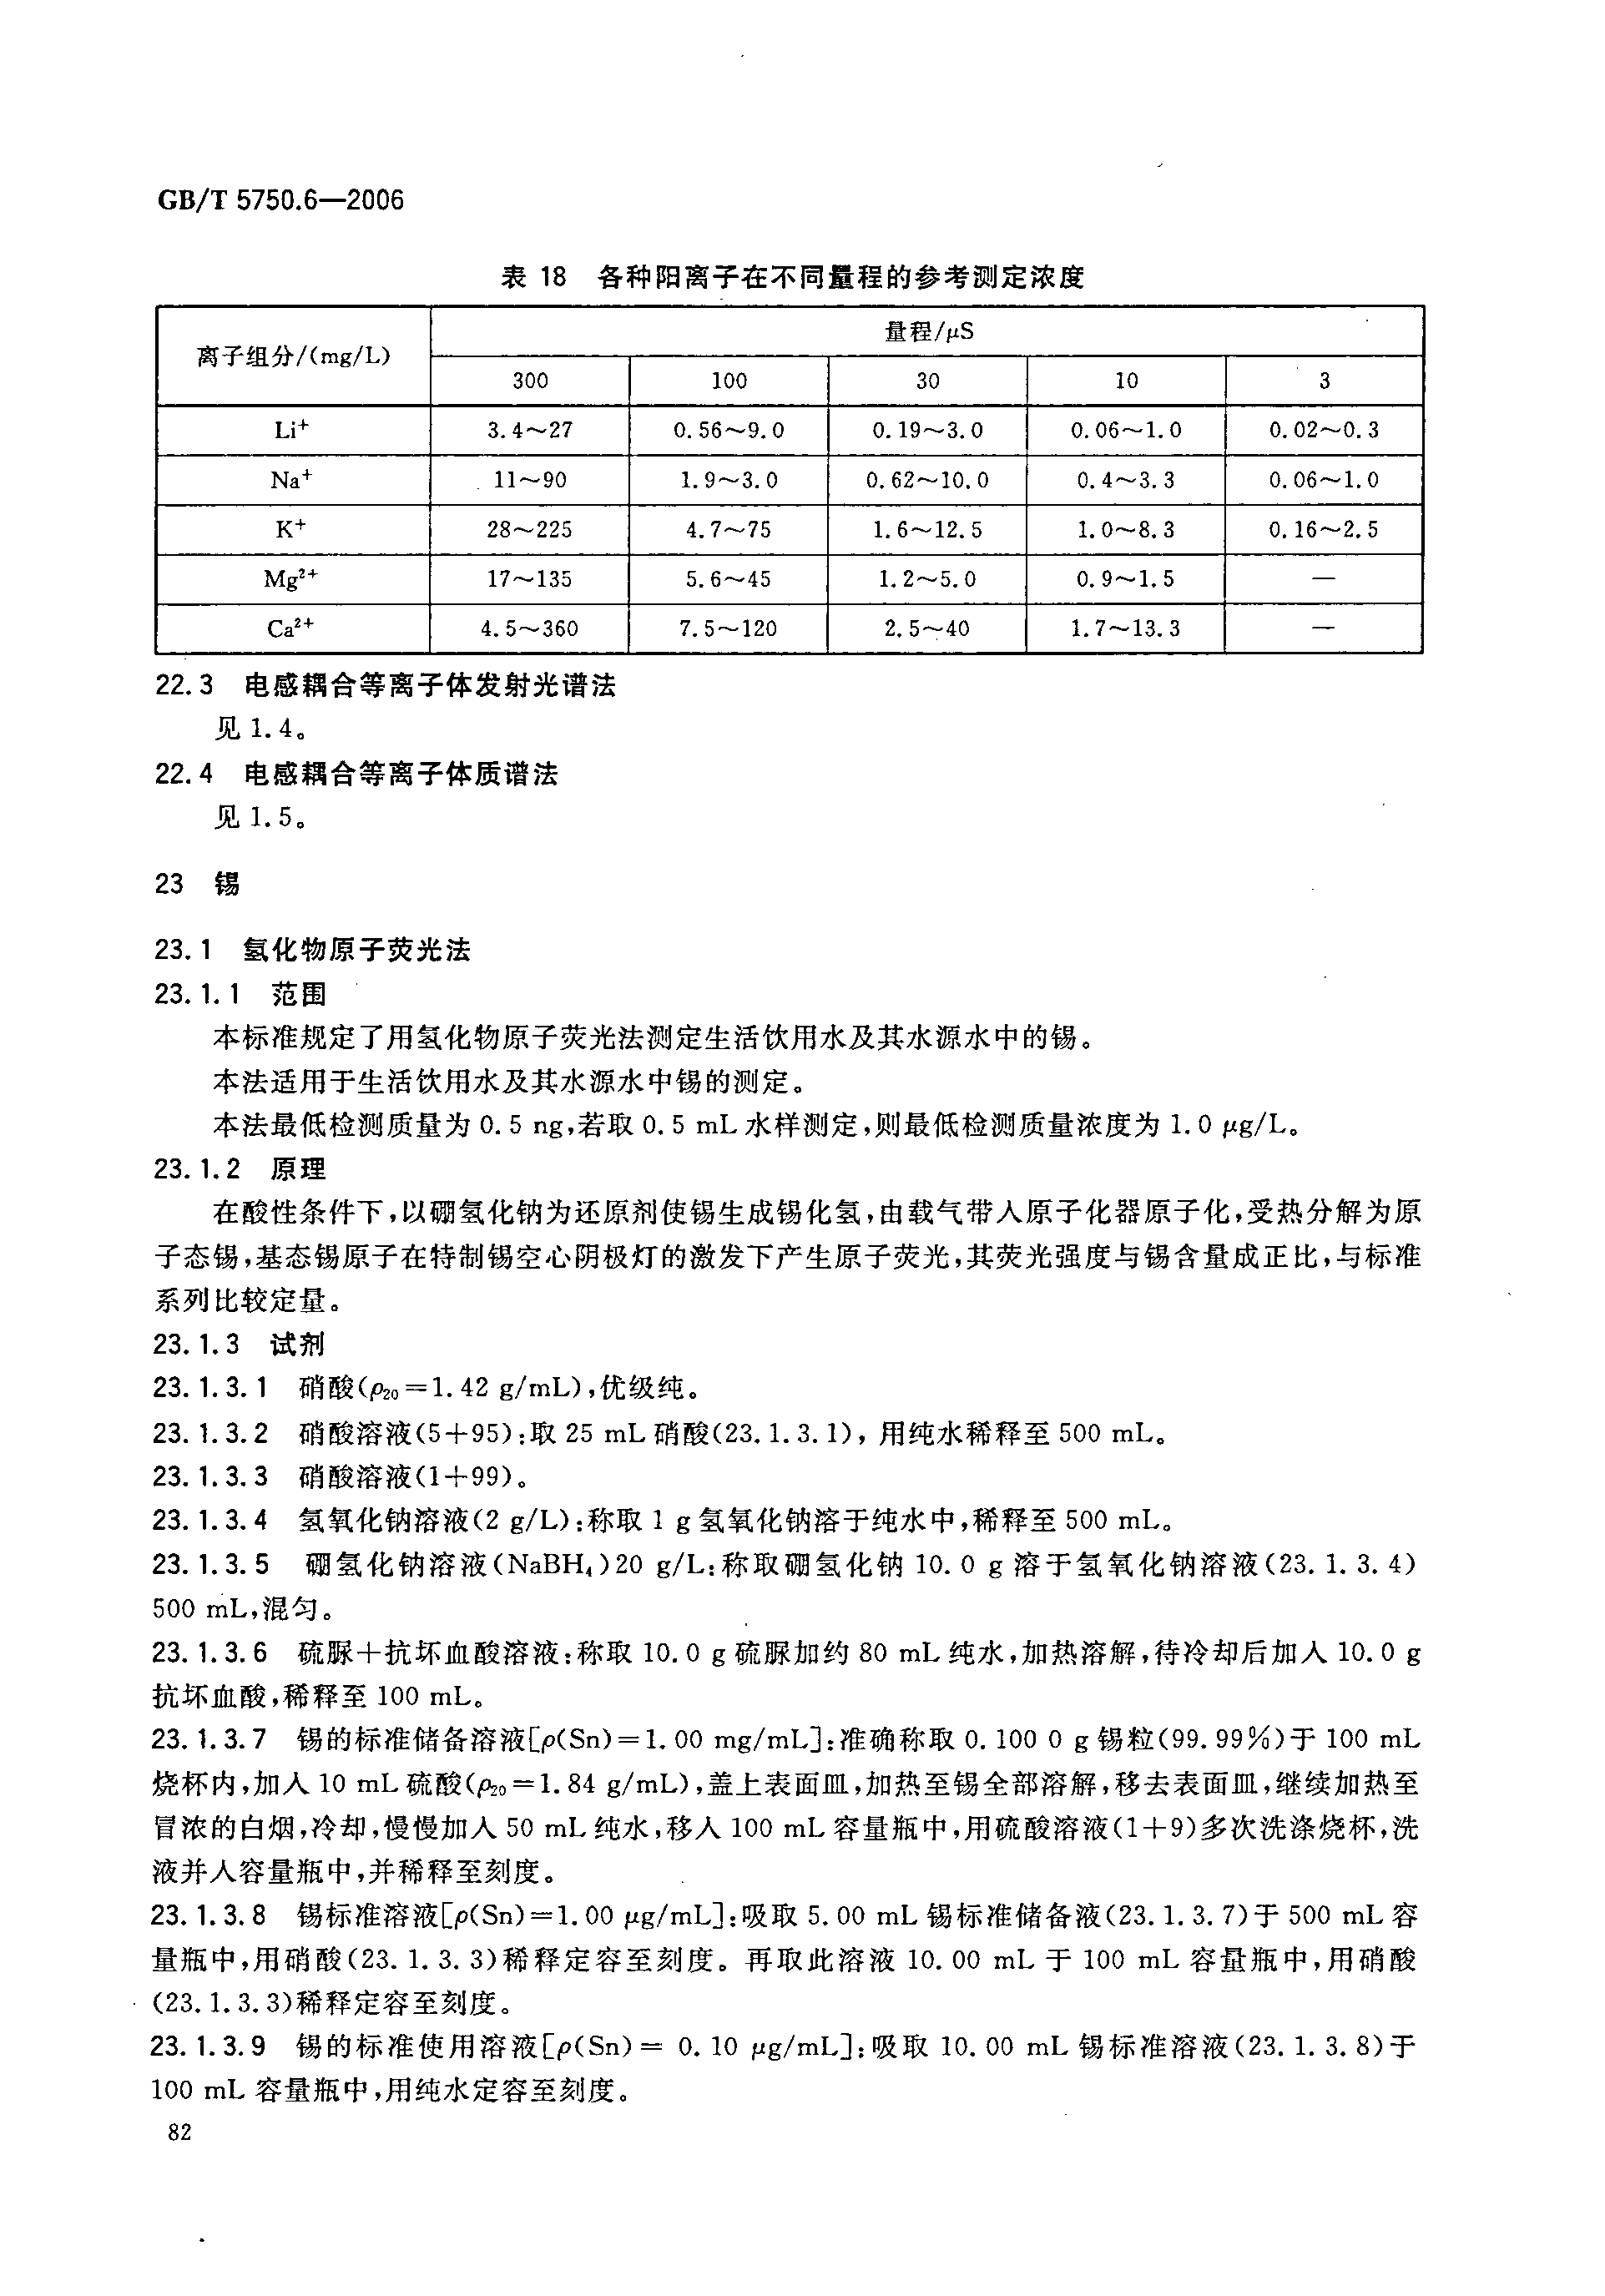 GB/T 5750.6—2006
表 18 各种阳离子在不同量程的参考测定浓度
离子组分/(mg/L) 量程/μS
300 100 30 10 3
Li⁺ 3.4～27 0.56～9.0 0.19～3.0 0.06～1.0 0.02～0.3
Na⁺ 11～90 1.9～3.0 0.62～10.0 0.4～3.3 0.06～1.0
K⁺ 28～225 4.7～75 1.6～12.5 1.0～8.3 0.16～2.5
Mg²⁺ 17～135 5.6～45 1.2～5.0 0.9～1.5 —
Ca²⁺ 4.5～360 7.5～120 2.5～40 1.7～13.3 —
22.3 电感耦合等离子体发射光谱法
见 1.4。
22.4 电感耦合等离子体质谱法
见 1.5。
23 锡
23.1 氢化物原子荧光法
23.1.1 范围
本标准规定了用氢化物原子荧光法测定生活饮用水及其水源水中的锡。
本法适用于生活饮用水及其水源水中锡的测定。
本法最低检测质量为 0.5 ng,若取 0.5 mL 水样测定,则最低检测质量浓度为 1.0 μg/L。
23.1.2 原理
在酸性条件下,以硼氢化钠为还原剂使锡生成锡化氢,由载气带入原子化器原子化,受热分解为原
子态锡,基态锡原子在特制锡空心阴极灯的激发下产生原子荧光,其荧光强度与锡含量成正比,与标准
系列比较定量。
23.1.3 试剂
23.1.3.1 硝酸(ρ₂₀=1.42 g/mL),优级纯。
23.1.3.2 硝酸溶液(5+95):取 25 mL 硝酸(23.1.3.1), 用纯水稀释至 500 mL。
23.1.3.3 硝酸溶液(1+99)。
23.1.3.4 氢氧化钠溶液(2 g/L):称取 1 g 氢氧化钠溶于纯水中,稀释至 500 mL。
23.1.3.5 硼氢化钠溶液(NaBH₄)20 g/L:称取硼氢化钠 10.0 g 溶于氢氧化钠溶液(23.1.3.4)
500 mL,混匀。
23.1.3.6 硫脲+抗坏血酸溶液:称取 10.0 g 硫脲加约 80 mL 纯水,加热溶解,待冷却后加入 10.0 g
抗坏血酸,稀释至 100 mL。
23.1.3.7 锡的标准储备溶液[ρ(Sn)=1.00 mg/mL]:准确称取 0.100 0 g 锡粒(99.99%)于 100 mL
烧杯内,加入 10 mL 硫酸(ρ₂₀=1.84 g/mL),盖上表面皿,加热至锡全部溶解,移去表面皿,继续加热至
冒浓的白烟,冷却,慢慢加入 50 mL 纯水,移入 100 mL 容量瓶中,用硫酸溶液(1+9)多次洗涤烧杯,洗
液并入容量瓶中,并稀释至刻度。
23.1.3.8 锡标准溶液[ρ(Sn)=1.00 μg/mL]:吸取 5.00 mL 锡标准储备液(23.1.3.7)于 500 mL 容
量瓶中,用硝酸(23.1.3.3)稀释定容至刻度。再取此溶液 10.00 mL 于 100 mL 容量瓶中,用硝酸
(23.1.3.3)稀释定容至刻度。
23.1.3.9 锡的标准使用溶液[ρ(Sn)= 0.10 μg/mL]:吸取 10.00 mL 锡标准溶液(23.1.3.8)于
100 mL 容量瓶中,用纯水定容至刻度。
82